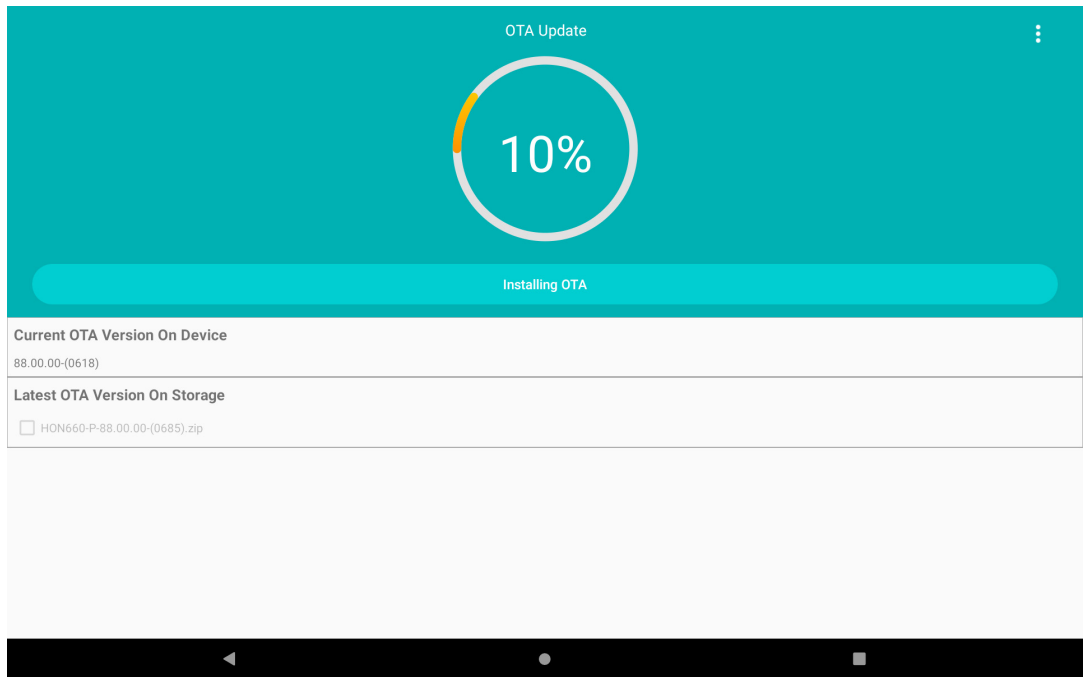 OTA Update
10%
Installing OTA
Current OTA Version On Device
88.00.00-(0618)
Latest OTA Version On Storage
HON660-P-88.00.00-(0685).zip